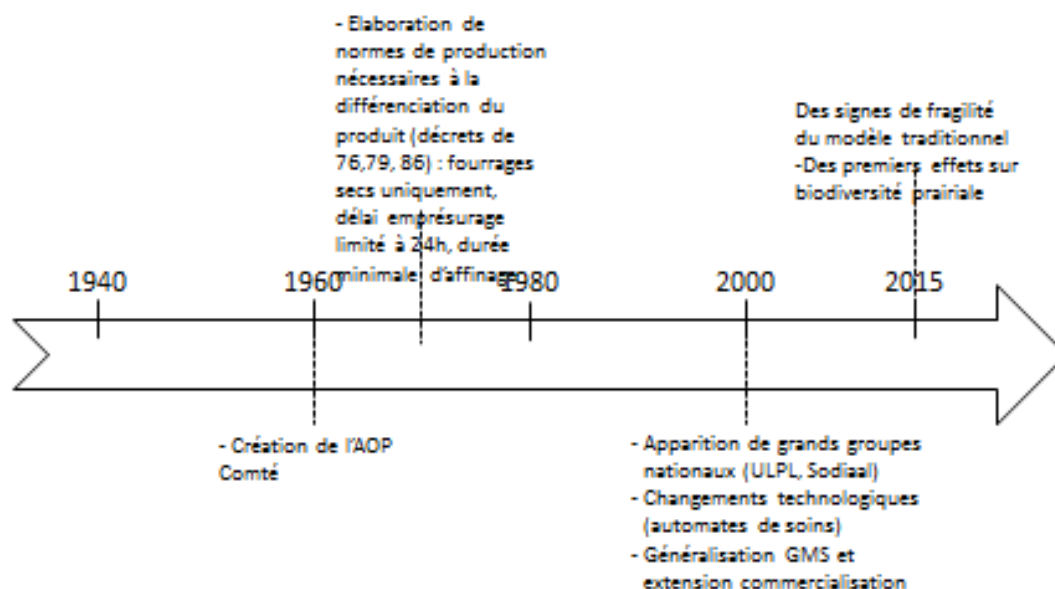 - Elaboration de
normes de production
nécessaires à la
différenciation du
produit (décrets de
76,79, 86) : fourrages
secs uniquement,
délai emprésurage
limité à 24h, durée
minimale d'affinage
Des signes de fragilité
du modèle traditionnel
-Des premiers effets sur
biodiversité prairiale
1940
1960
1980
2000
2015
- Création de l'AOP
Comté
- Apparition de grands groupes
nationaux (ULPL, Sodiaal)
- Changements technologiques
(automates de soins)
- Généralisation GMS et
extension commercialisation